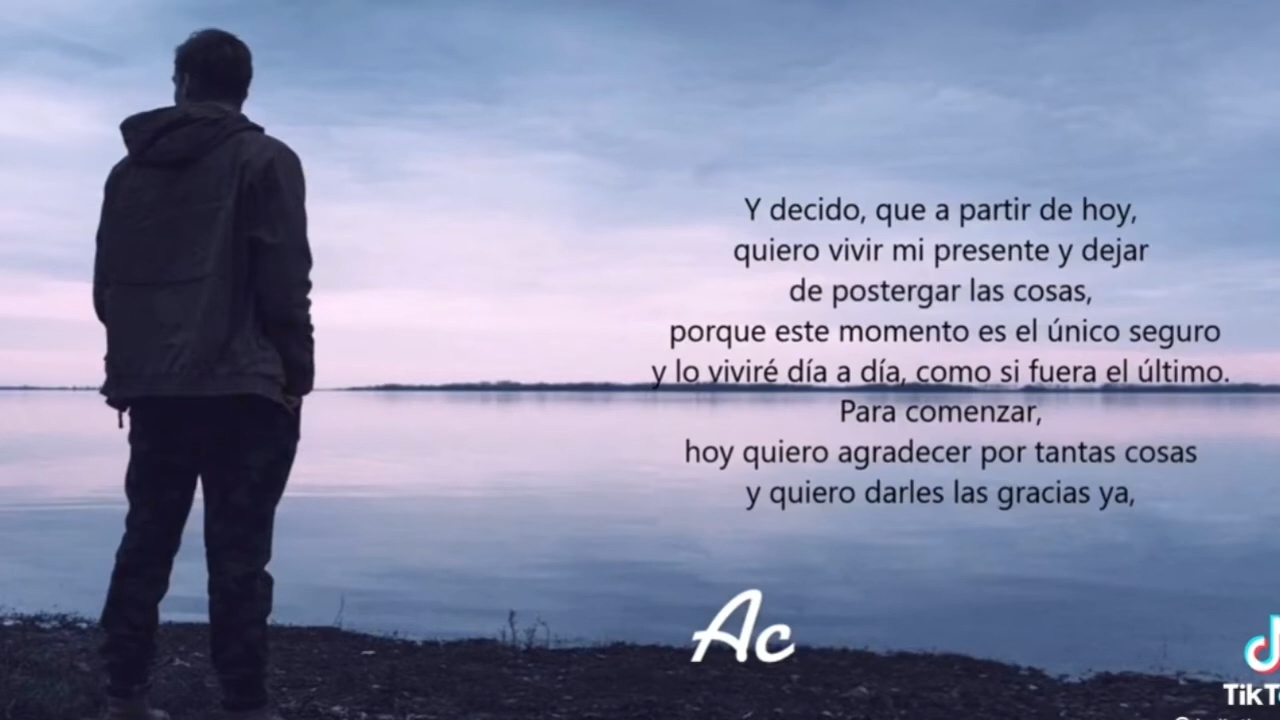 Y decido, que a partir de hoy,
quiero vivir mi presente y dejar
de postergar las cosas,
porque este momento es el único seguro
y lo viviré día a día, como si fuera el último.
Para comenzar,
hoy quiero agradecer por tantas cosas
y quiero darles las gracias ya,
Ac